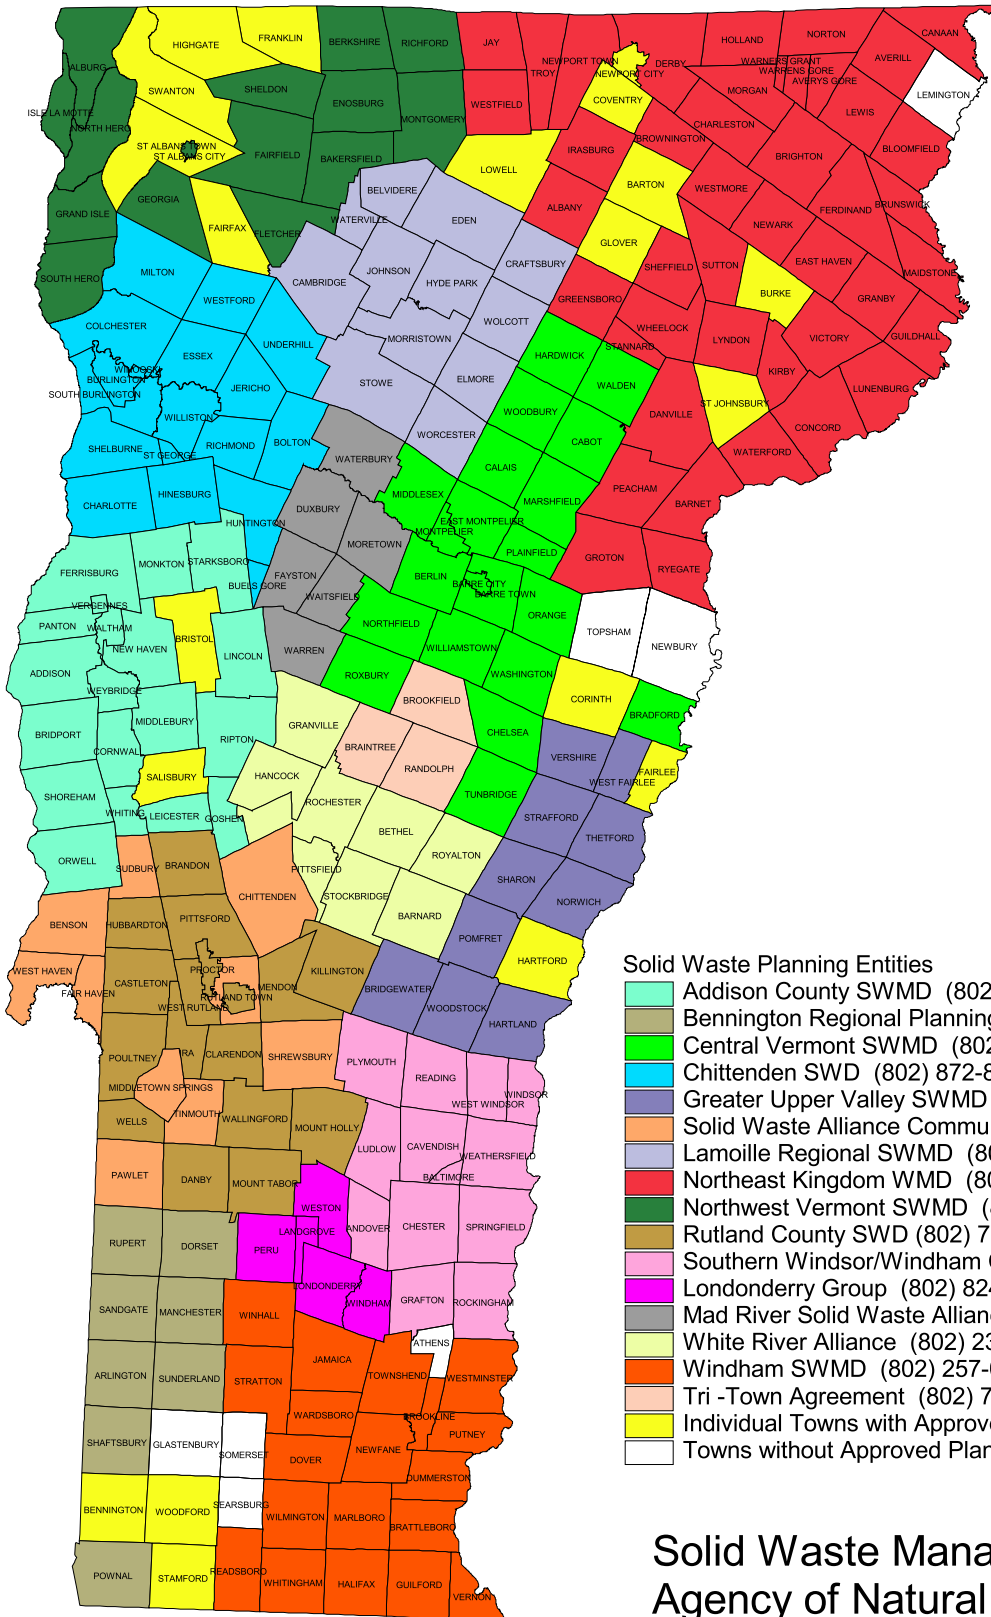 FRANKLIN
HIGHGATE
BERKSHIRE
RICHFORD
JAY
NEWPORT TOWN
TROY
HOLLAND
NORTON
CANAAN
AVERILL
WARNERS GRANT
WARRENS GORE
AVERYS GORE
DERBY
NEWPORT CITY
MORGAN
LEMINGTON
LEWIS
ALBURG
SWANTON
SHELDON
ENOSBURG
MONTGOMERY
WESTFIELD
COVENTRY
CHARLESTON
BROWNINGTON
BLOOMFIELD
ISLE LA MOTTE
NORTH HERO
ST ALBANS TOWN
ST ALBANS CITY
FAIRFIELD
BAKERSFIELD
LOWELL
IRASBURG
BRIGHTON
BELVIDERE
BARTON
WESTMORE
GEORGIA
GRAND ISLE
WATERVILLE
EDEN
ALBANY
FERDINAND
BRUNSWICK
NEWARK
FAIRFAX
FLETCHER
GLOVER
CRAFTSBURY
SHEFFIELD
SUTTON
EAST HAVEN
MAIDSTONE
SOUTH HERO
MILTON
CAMBRIDGE
JOHNSON
HYDE PARK
WESTFORD
GREENSBORO
BURKE
GRANBY
COLCHESTER
WOLCOTT
WHEELOCK
LYNDON
VICTORY
GUILDHALL
MORRISTOWN
UNDERHILL
STANNARD
ESSEX
HARDWICK
WINOOSKI
BURLINGTON
SOUTH BURLINGTON
JERICHO
STOWE
ELMORE
WALDEN
KIRBY
LUNENBURG
ST JOHNSBURY
WOODBURY
DANVILLE
WILLISTON
CONCORD
SHELBURNE
ST GEORGE
RICHMOND
BOLTON
WORCESTER
CABOT
WATERFORD
WATERBURY
CALAIS
PEACHAM
MIDDLESEX
MARSHFIELD
BARNET
CHARLOTTE
HINESBURG
DUXBURY
HUNTINGTON
EAST MONTPELIER
MONTPELIER
MORETOWN
PLAINFIELD
GROTON
RYEGATE
FERRISBURG
MONKTON
STARKSBORO
FAYSTON
BERLIN
BUELS GORE
BARRE CITY
BARRE TOWN
WAITSFIELD
VERGENNES
PANTON
WALTHAM
NORTHFIELD
ORANGE
TOPSHAM
NEWBURY
BRISTOL
NEW HAVEN
LINCOLN
WARREN
WILLIAMSTOWN
ADDISON
ROXBURY
WASHINGTON
WEYBRIDGE
CORINTH
BROOKFIELD
BRADFORD
MIDDLEBURY
GRANVILLE
BRIDPORT
RIPTON
CHELSEA
CORNWAL
BRAINTREE
RANDOLPH
VERSHIRE
WEST FAIRLEE
FAIRLEE
SALISBURY
HANCOCK
SHOREHAM
TUNBRIDGE
ROCHESTER
WHITING
LEICESTER
GOSHEN
STRAFFORD
BETHEL
THETFORD
ORWELL
ROYALTON
SUDBURY
BRANDON
PITTSFIELD
SHARON
CHITTENDEN
STOCKBRIDGE
NORWICH
BENSON
HUBBARDTON
PITTSFORD
BARNARD
POMFRET
HARTFORD
WEST HAVEN
PROCTOR
KILLINGTON
CASTLETON
MENDON
BRIDGEWATER
FAIR HAVEN
RUTLAND TOWN
WEST RUTLAND
WOODSTOCK
HARTLAND
POULTNEY
RA
CLARENDON
SHREWSBURY
PLYMOUTH
READING
MIDDLETOWN SPRINGS
WINDSOR
WEST WINDSOR
TINMOUTH
WELLS
WALLINGFORD
MOUNT HOLLY
LUDLOW
CAVENDISH
WEATHERSFIELD
PAWLET
DANBY
MOUNT TABOR
BALTIMORE
WESTON
ANDOVER
CHESTER
SPRINGFIELD
LANDGROVE
RUPERT
DORSET
PERU
LONDONDERRY
WINDHAM
GRAFTON
ROCKINGHAM
SANDGATE
MANCHESTER
WINHALL
ATHENS
JAMAICA
ARLINGTON
SUNDERLAND
STRATTON
TOWNSHEND
WESTMINSTER
WARDSBORO
BROOKLINE
SHAFTSBURY
GLASTENBURY
SOMERSET
NEWFANE
PUTNEY
DOVER
DUMMERSTON
BENNINGTON
WOODFORD
SEARSBURG
WILMINGTON
MARLBORO
BRATTLEBORO
POWNAL
STAMFORD
READSBORO
WHITINGHAM
HALIFAX
GUILFORD
VERNON
Solid Waste Planning Entities
Addison County SWMD (802
Bennington Regional Planning
Central Vermont SWMD (802
Chittenden SWD (802) 872-8
Greater Upper Valley SWMD
Solid Waste Alliance Commu
Lamoille Regional SWMD (80
Northeast Kingdom WMD (80
Northwest Vermont SWMD (
Rutland County SWD (802) 7
Southern Windsor/Windham C
Londonderry Group (802) 824
Mad River Solid Waste Allian
White River Alliance (802) 23
Windham SWMD (802) 257-
Tri -Town Agreement (802) 7
Individual Towns with Approve
Towns without Approved Plan
Solid Waste Mana
Agency of Natural